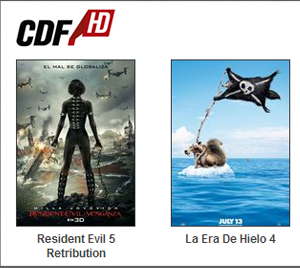 CDF HD
EL MAL SE GLOBALIZA
MILLA JOVOVICH
RESIDENT EVIL: VENGANZA
EN 3D
JULY 13
Resident Evil 5
Retribution
La Era De Hielo 4